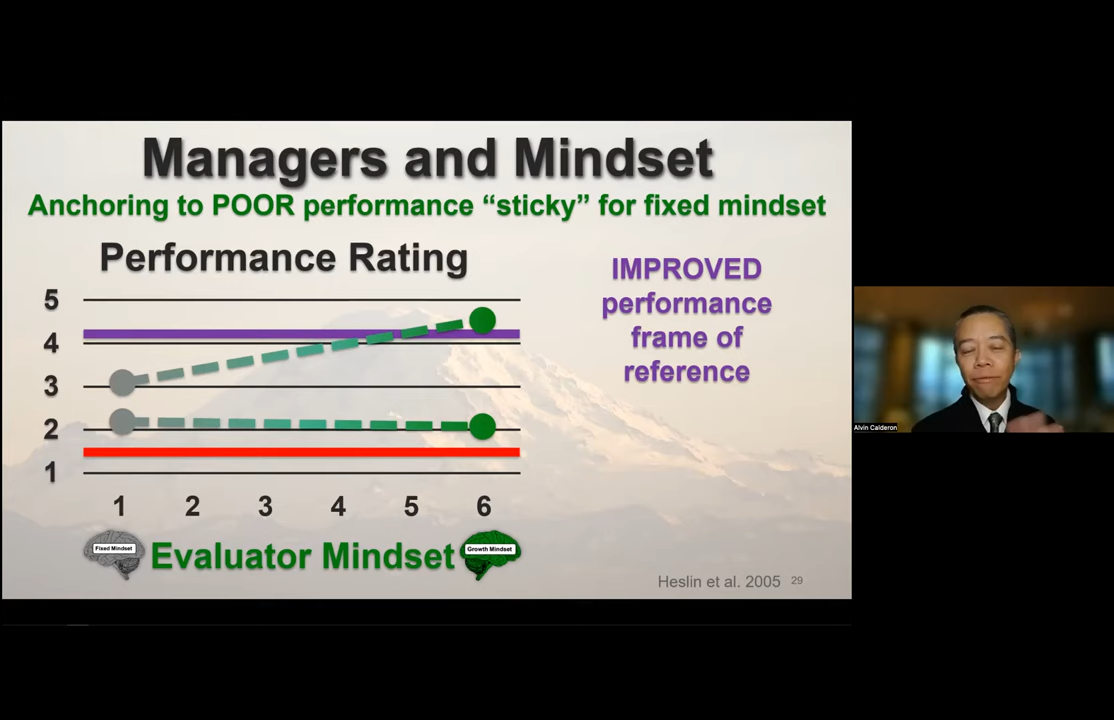 Managers and Mindset
Anchoring to POOR performance “sticky” for fixed mindset
Performance Rating
5
4
3
2
1
1 2 3 4 5 6
Fixed Mindset
Evaluator Mindset
Growth Mindset
IMPROVED
performance
frame of
reference
Heslin et al. 2005 29
Alvin Calderon